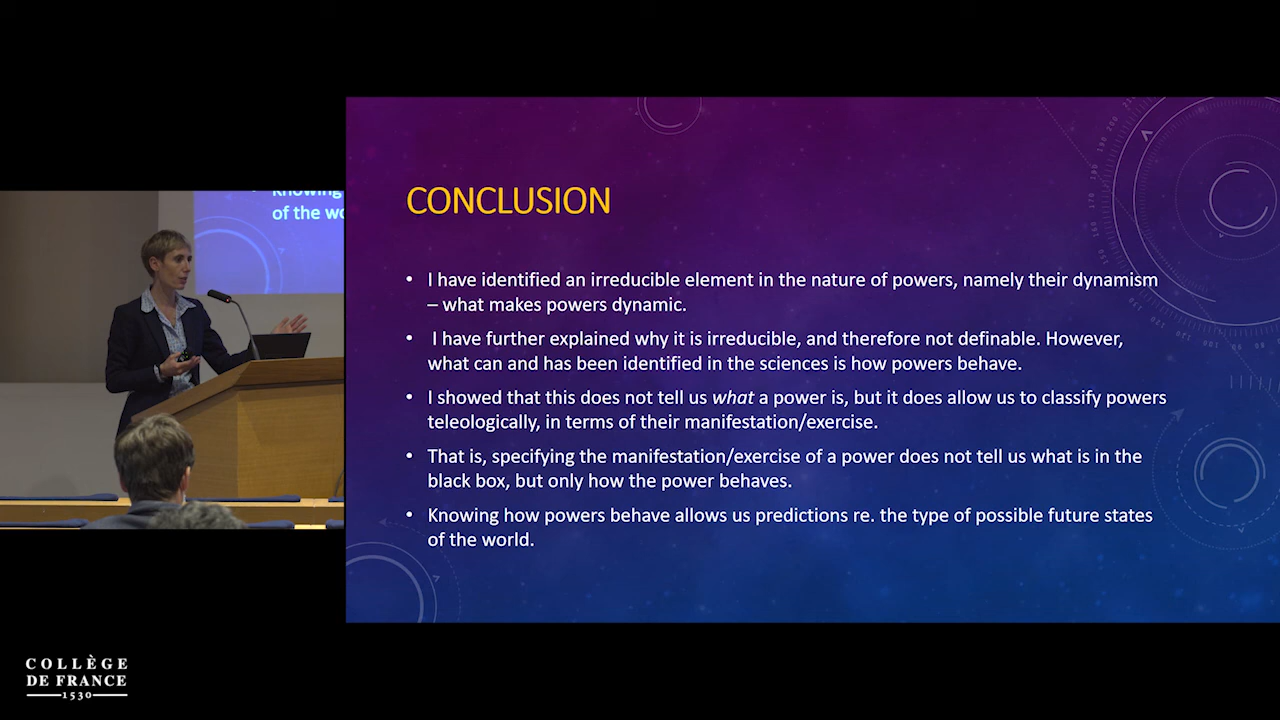 Knowing
of the wo
CONCLUSION
• I have identified an irreducible element in the nature of powers, namely their dynamism
– what makes powers dynamic.
• I have further explained why it is irreducible, and therefore not definable. However,
what can and has been identified in the sciences is how powers behave.
• I showed that this does not tell us what a power is, but it does allow us to classify powers
teleologically, in terms of their manifestation/exercise.
• That is, specifying the manifestation/exercise of a power does not tell us what is in the
black box, but only how the power behaves.
• Knowing how powers behave allows us predictions re. the type of possible future states
of the world.
COLLÈGE
DE FRANCE
1530